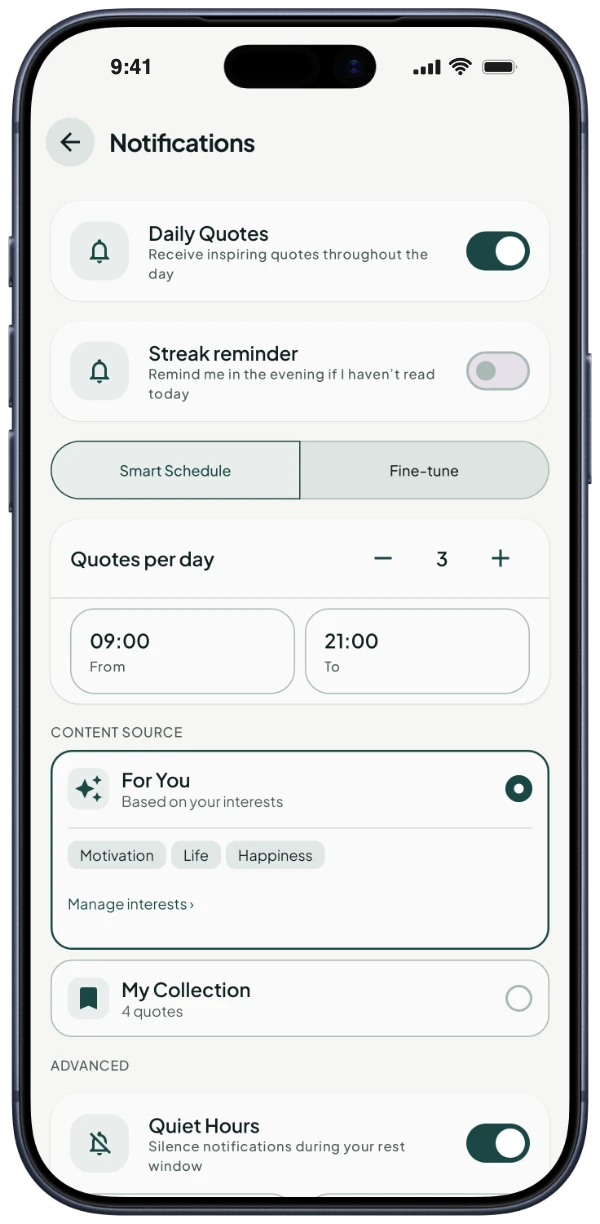 9:41
Notifications
Daily Quotes
Receive inspiring quotes throughout the
day
Streak reminder
Remind me in the evening if I haven't read
today
Smart Schedule
Fine-tune
Quotes per day
3
09:00
From
21:00
To
CONTENT SOURCE
For You
Based on your interests
Motivation
Life
Happiness
Manage interests ›
My Collection
4 quotes
ADVANCED
Quiet Hours
Silence notifications during your rest
window